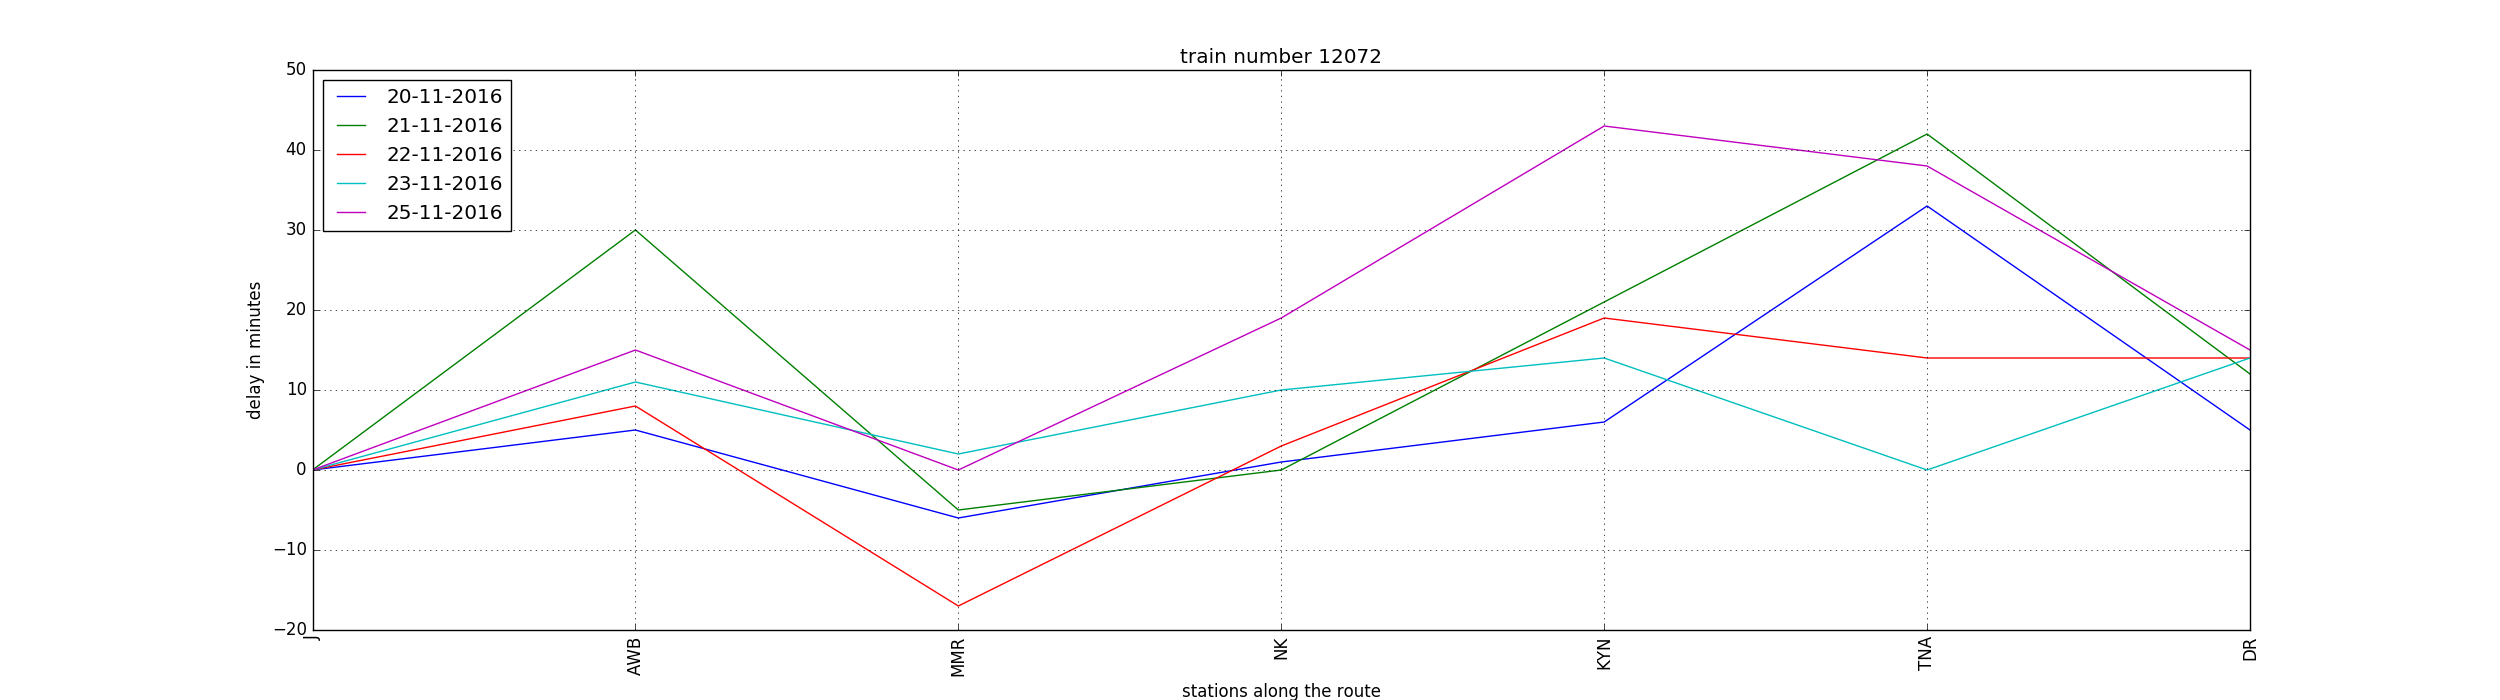 train number 12072
50
40
30
20
10
0
−10
−20
delay in minutes
20-11-2016
21-11-2016
22-11-2016
23-11-2016
25-11-2016
J
AWB
MMR
NK
KYN
TNA
DR
stations along the route